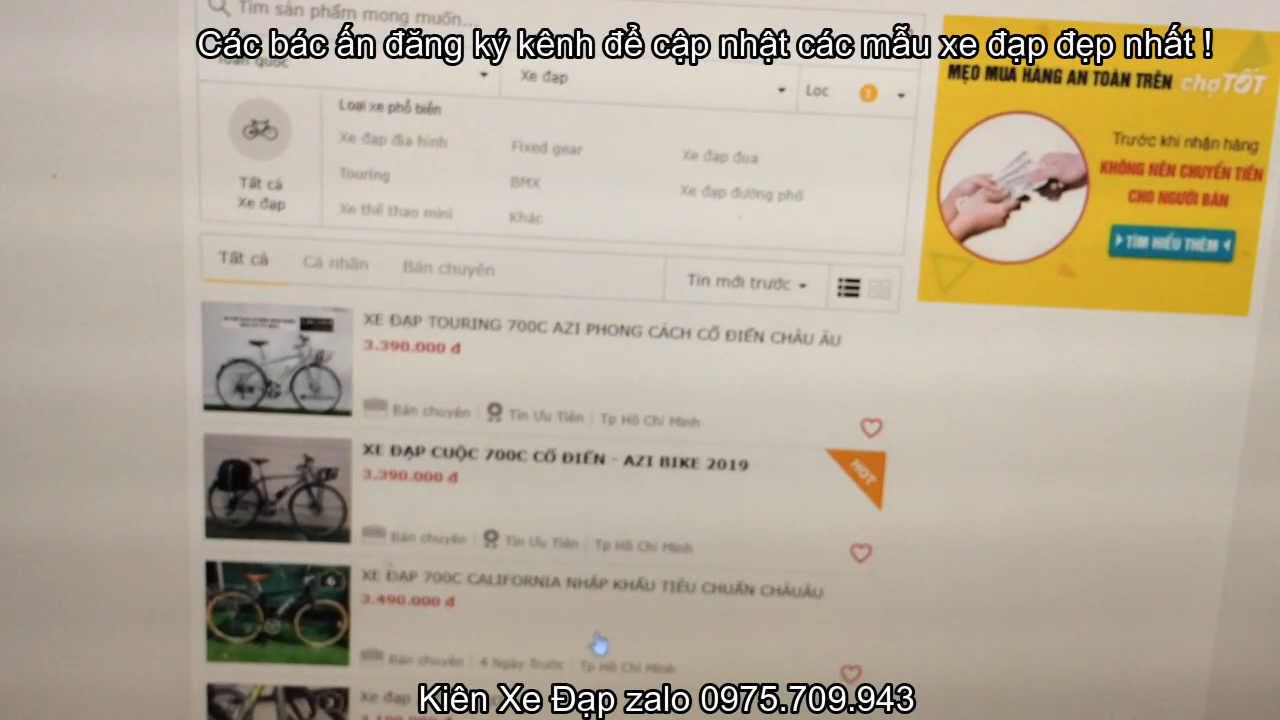 Tìm sản phẩm mong muốn...
Các bác ấn đăng ký kênh để cập nhật các mẫu xe đạp đẹp nhất !
Toàn quốc
Xe đạp
Lọc
1
Loại xe phổ biến
Xe đạp địa hình
Fixed gear
Xe đạp đua
Touring
BMX
Xe đạp đường phố
Xe thể thao mini
Khác
Tất cả
Xe đạp
Tất cả
Cá nhân
Bán chuyên
Tin mới trước
MẸO MUA HÀNG AN TOÀN TRÊN chợTỐT
Trước khi nhận hàng
KHÔNG NÊN CHUYỂN TIỀN
CHO NGƯỜI BÁN
TÌM HIỂU THÊM
XE ĐẠP TOURING 700C AZI PHONG CÁCH CỔ ĐIỂN CHÂU ÂU
3.390.000 đ
Bán chuyên | Tin Ưu Tiên | Tp Hồ Chí Minh
XE ĐẠP CUỘC 700C CỔ ĐIỂN - AZI BIKE 2019
3.390.000 đ
HOT
Bán chuyên | Tin Ưu Tiên | Tp Hồ Chí Minh
XE ĐẠP 700C CALIFORNIA NHẬP KHẨU TIÊU CHUẨN CHÂUÂU
3.490.000 đ
Bán chuyên | 4 Ngày Trước | Tp Hồ Chí Minh
Xe đạp
Kiên Xe Đạp zalo 0975.709.943